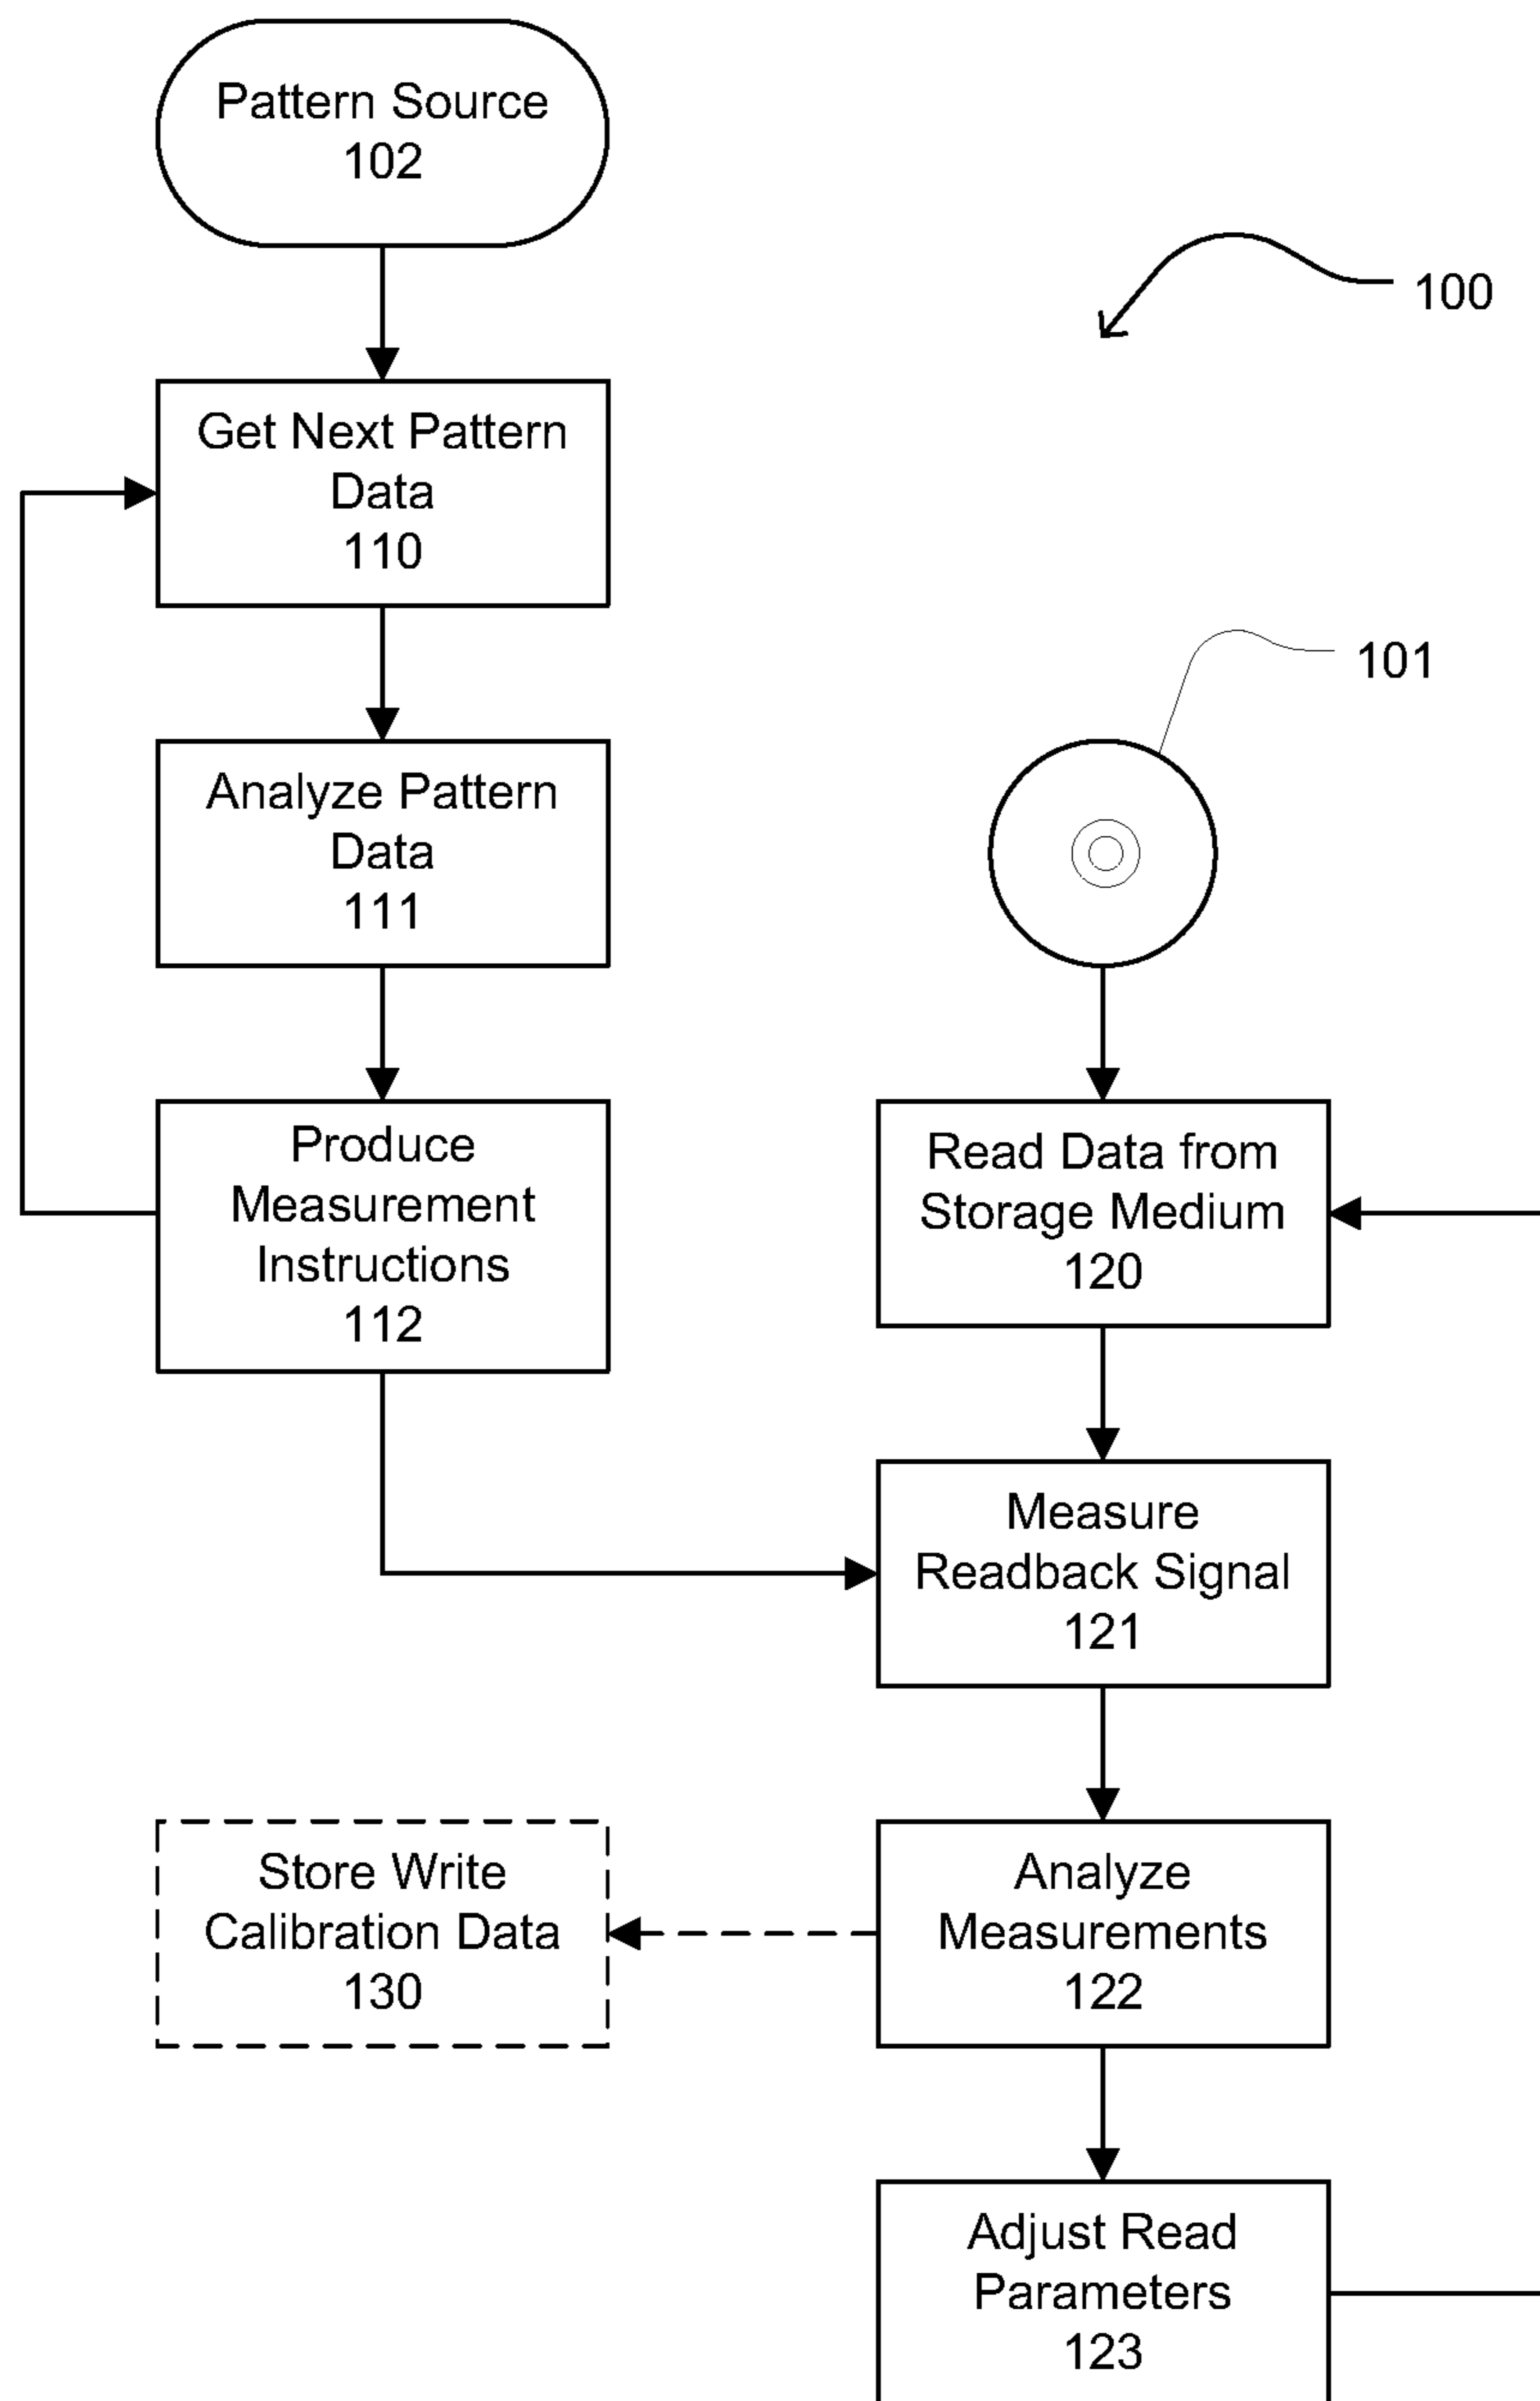 Pattern Source
102
100
Get Next Pattern
Data
110
101
Analyze Pattern
Data
111
Produce
Measurement
Instructions
112
Read Data from
Storage Medium
120
Measure
Readback Signal
121
Store Write
Calibration Data
130
Analyze
Measurements
122
Adjust Read
Parameters
123